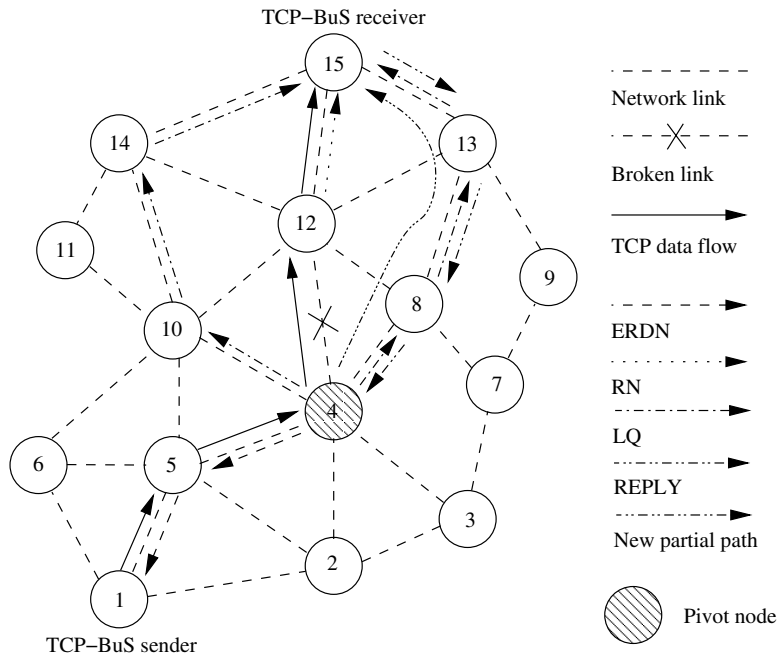 TCP−BuS receiver
15
14
13
12
11
9
8
10
7
4
6
5
3
2
1
TCP−BuS sender
Network link
Broken link
TCP data flow
ERDN
RN
LQ
REPLY
New partial path
Pivot node